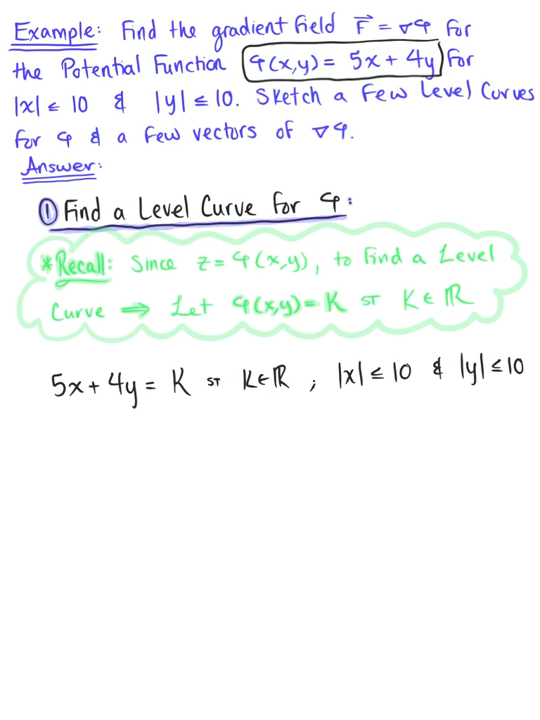 Example: Find the gradient field F⃗ = ∇φ for
the Potential Function φ(x,y) = 5x + 4y for
|x| ≤ 10 & |y| ≤ 10. Sketch a Few Level Curves
for φ & a few vectors of ∇φ.
Answer:
① Find a Level Curve for φ:
*Recall: Since z = φ(x,y), to Find a Level
Curve ⟹ Let φ(x,y) = K ST K ∈ ℝ
5x + 4y = K ST K ∈ ℝ ; |x| ≤ 10 & |y| ≤ 10